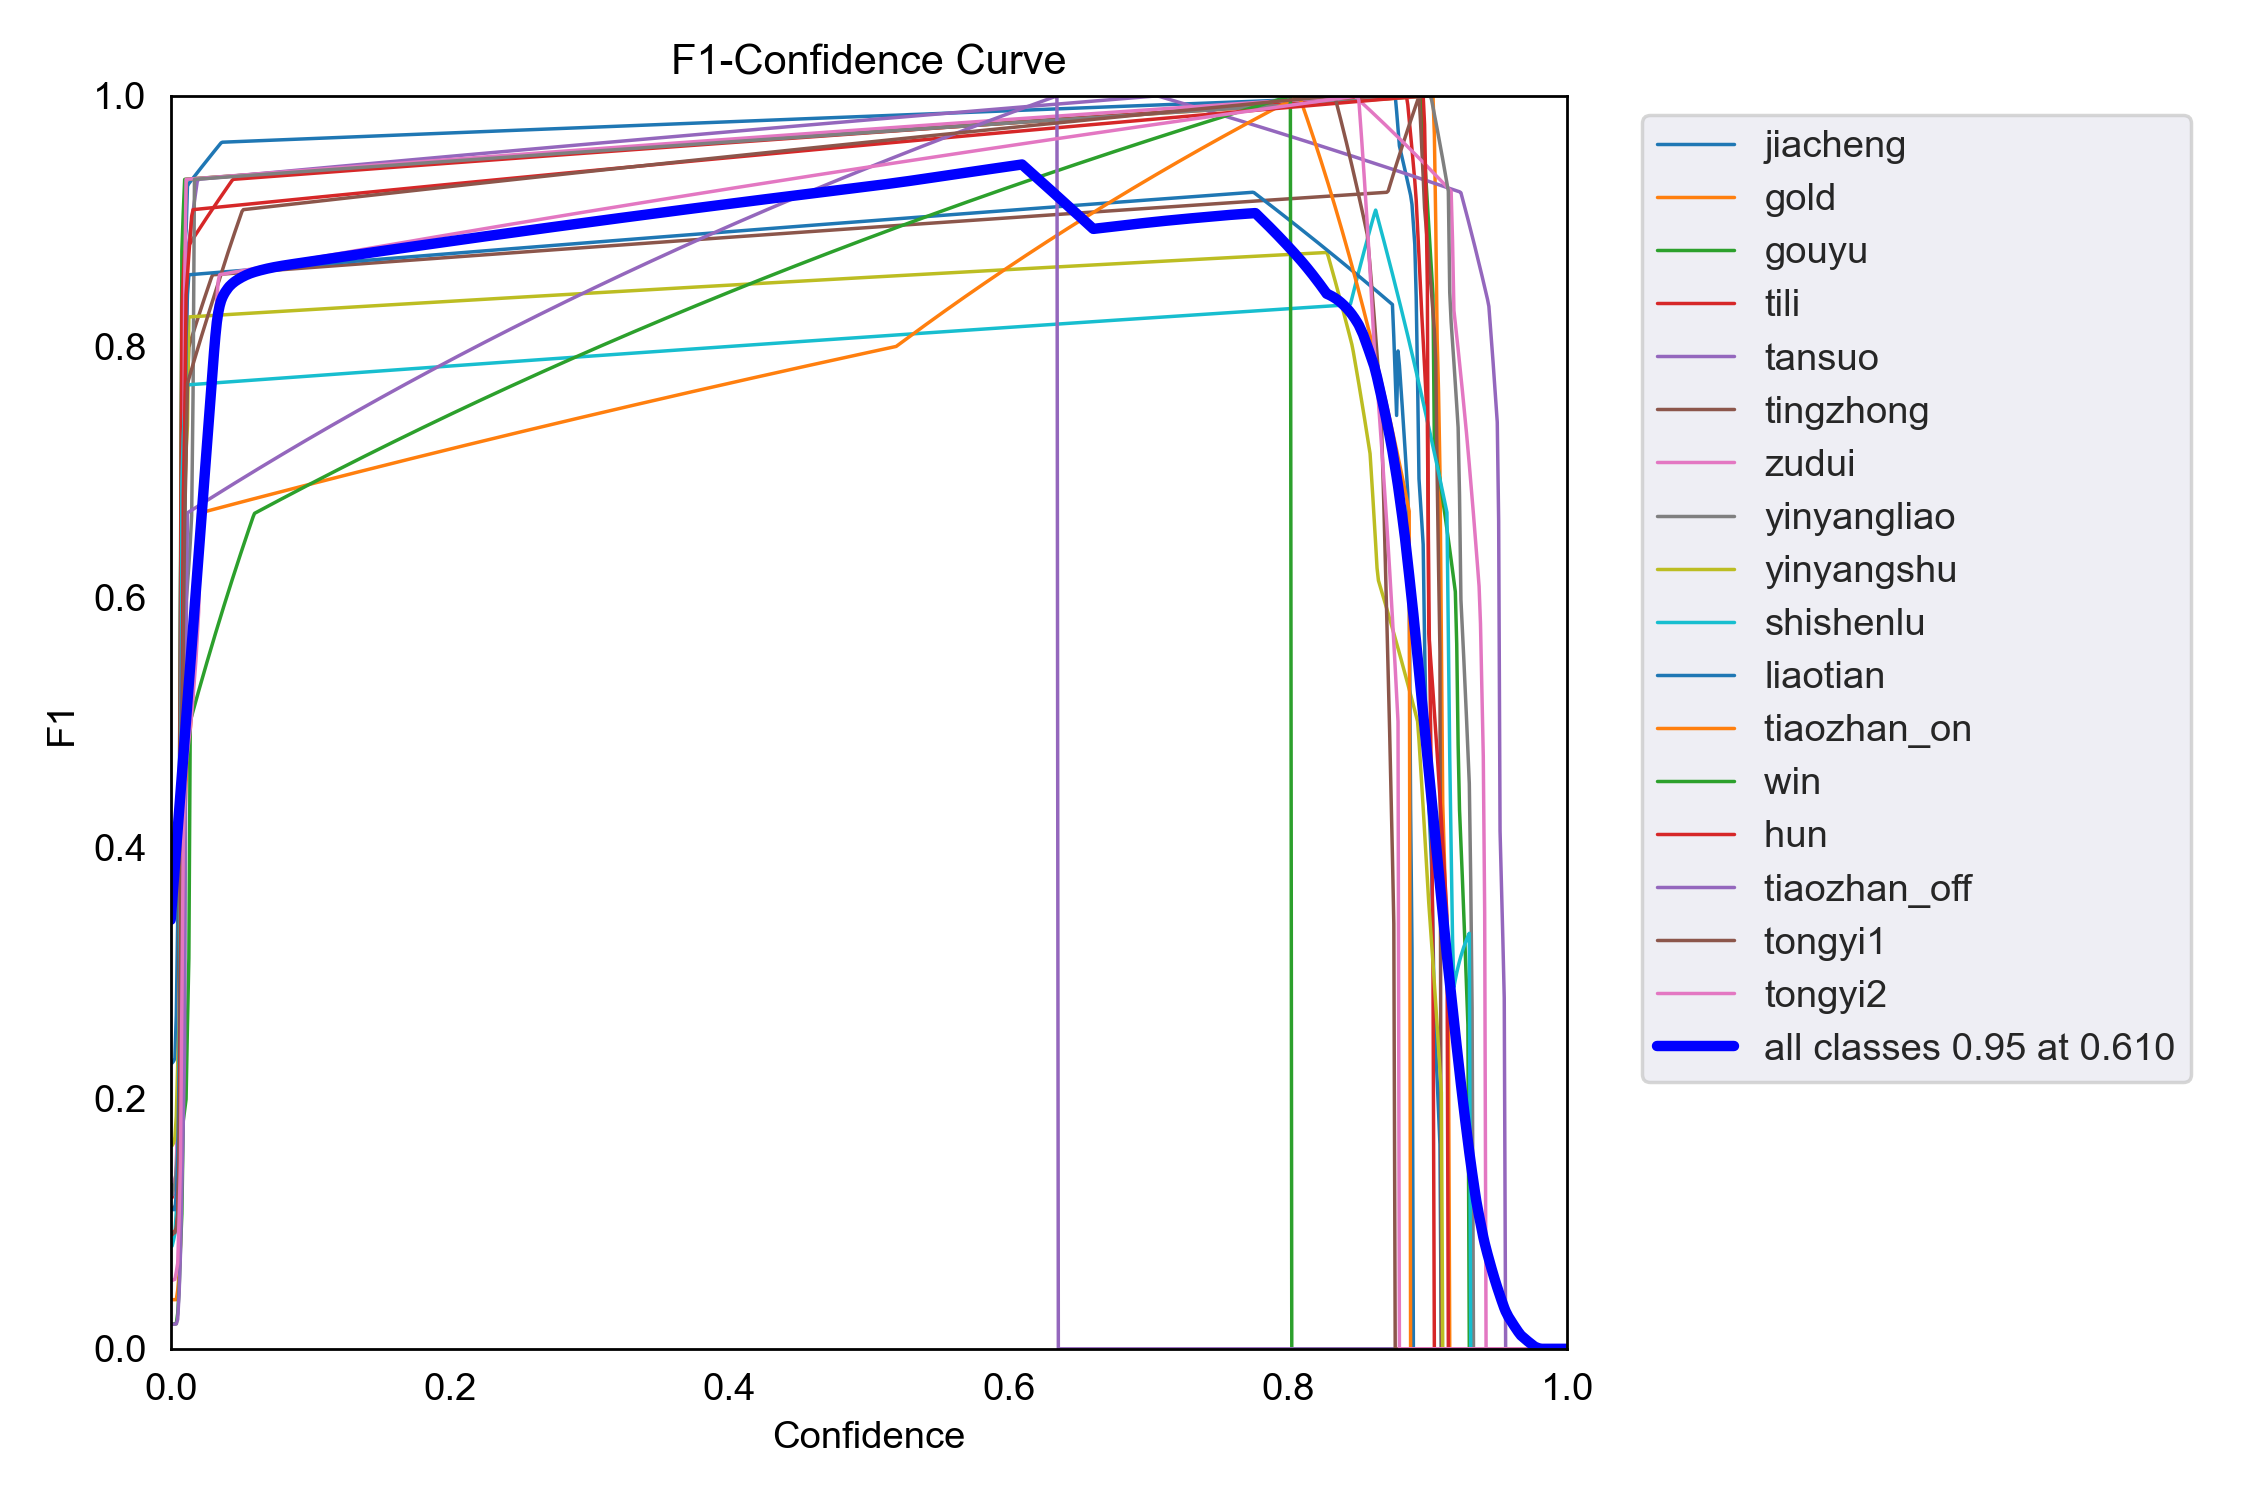 F1-Confidence Curve
1.0
0.8
0.6
0.4
0.2
0.0
F1
0.0 0.2 0.4 0.6 0.8 1.0
Confidence
jiacheng
gold
gouyu
tili
tansuo
tingzhong
zudui
yinyangliao
yinyangshu
shishenlu
liaotian
tiaozhan_on
win
hun
tiaozhan_off
tongyi1
tongyi2
all classes 0.95 at 0.610